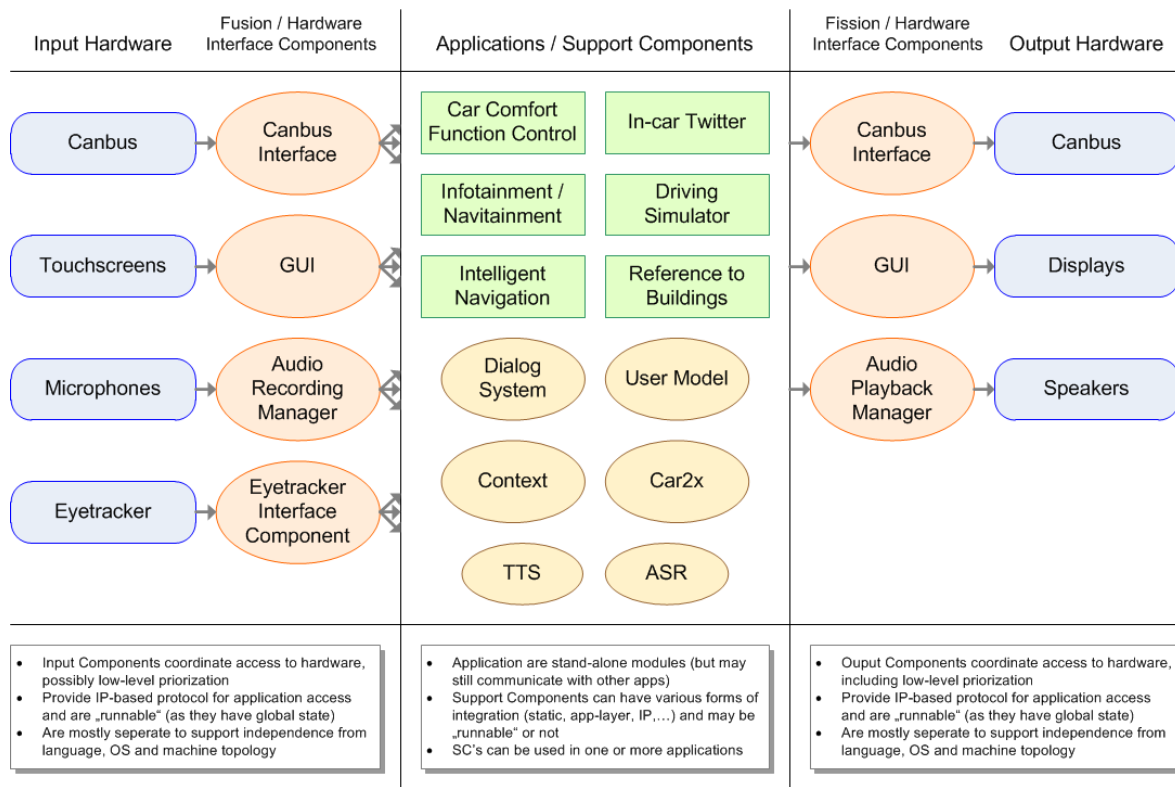 Input Hardware
Fusion / Hardware
Interface Components
Applications / Support Components
Fission / Hardware
Interface Components
Output Hardware
Canbus
Canbus
Interface
Car Comfort
Function Control
In-car Twitter
Canbus
Interface
Canbus
Infotainment /
Navitainment
Driving
Simulator
Touchscreens
GUI
Intelligent
Navigation
Reference to
Buildings
GUI
Displays
Microphones
Audio
Recording
Manager
Dialog
System
User Model
Audio
Playback
Manager
Speakers
Eyetracker
Eyetracker
Interface
Component
Context
Car2x
TTS
ASR
• Input Components coordinate access to hardware,
possibly low-level priorization
• Provide IP-based protocol for application access
and are „runnable“ (as they have global state)
• Are mostly seperate to support independence from
language, OS and machine topology
• Application are stand-alone modules (but may
still communicate with other apps)
• Support Components can have various forms of
integration (static, app-layer, IP,…) and may be
„runnable“ or not
• SC's can be used in one or more applications
• Ouput Components coordinate access to hardware,
including low-level priorization
• Provide IP-based protocol for application access
and are „runnable“ (as they have global state)
• Are mostly seperate to support independence from
language, OS and machine topology